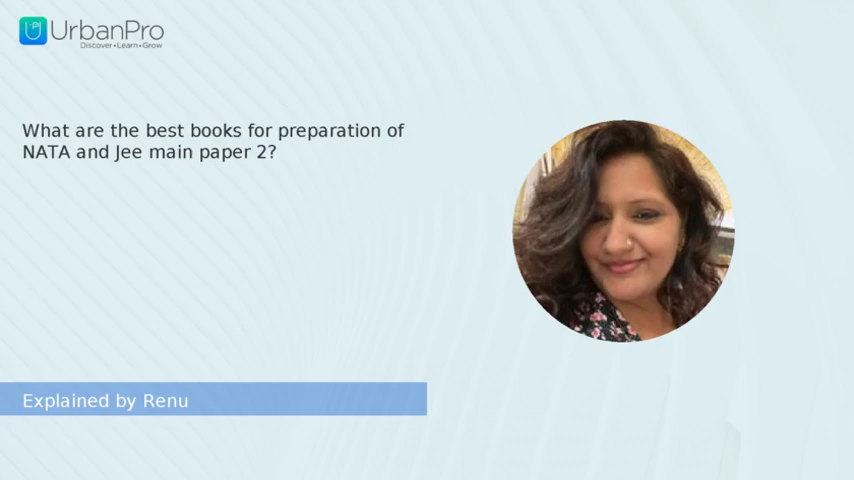 UrbanPro
Discover•Learn•Grow
What are the best books for preparation of
NATA and Jee main paper 2?
Explained by Renu